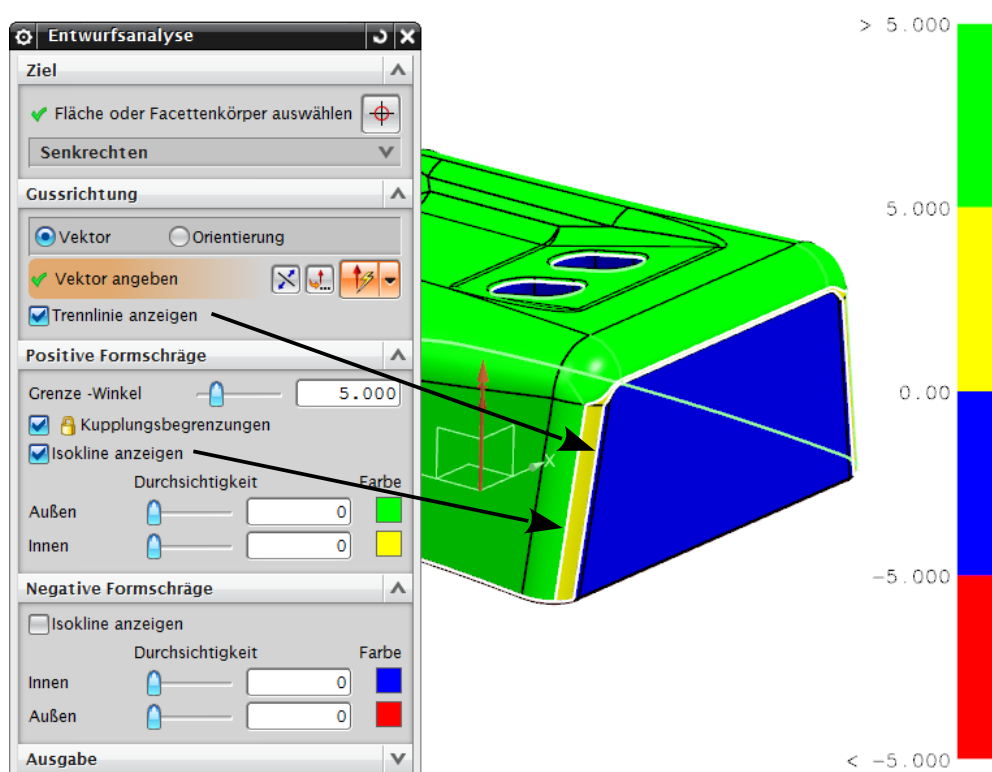 Entwurfsanalyse
Ziel
Fläche oder Facettenkörper auswählen
Senkrechten
Gussrichtung
Vektor Orientierung
Vektor angeben
Trennlinie anzeigen
Positive Formschräge
Grenze -Winkel 5.000
Kupplungsbegrenzungen
Isokline anzeigen
Durchsichtigkeit Farbe
Außen 0
Innen 0
Negative Formschräge
Isokline anzeigen
Durchsichtigkeit Farbe
Innen 0
Außen 0
Ausgabe
X
> 5.000
5.000
0.00
-5.000
< -5.000